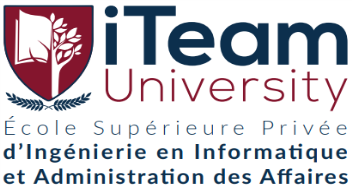 iTeam
University
École Supérieure Privée
d'Ingénierie en Informatique
et Administration des Affaires